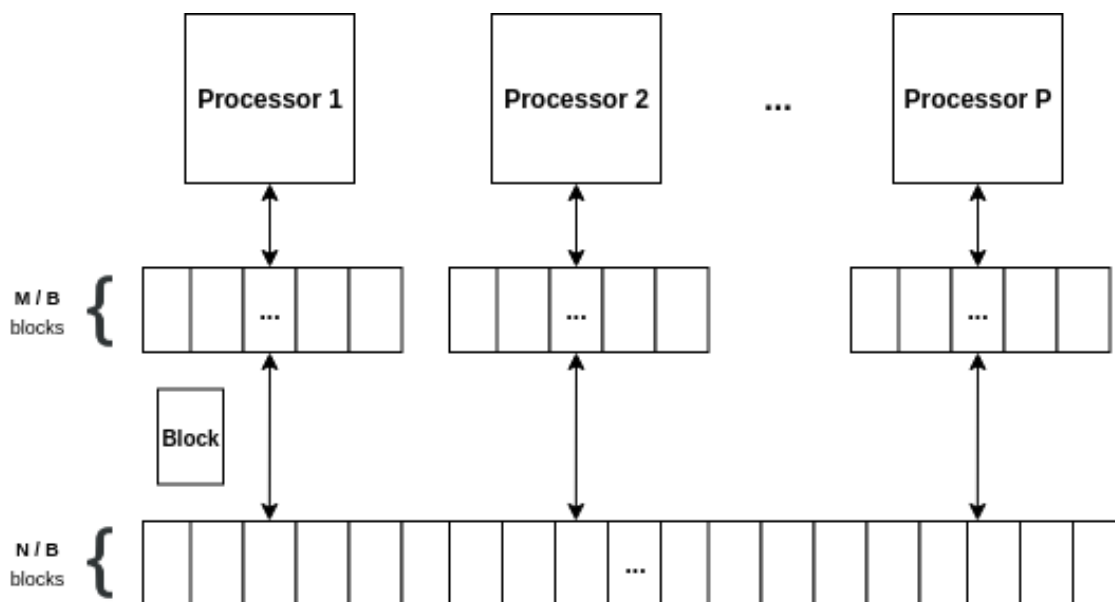 Processor 1
Processor 2
...
Processor P
M / B
blocks
{
...
...
...
Block
N / B
blocks
{
...